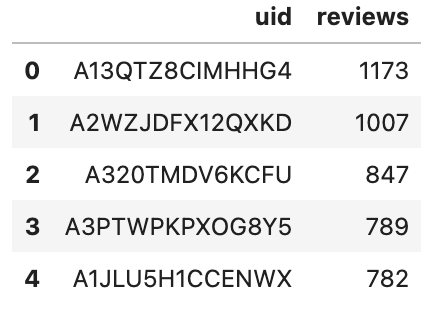 uid reviews
0 A13QTZ8CIMHHG4 1173
1 A2WZJDFX12QXKD 1007
2 A320TMDV6KCFU 847
3 A3PTWPKPXOG8Y5 789
4 A1JLU5H1CCENWX 782